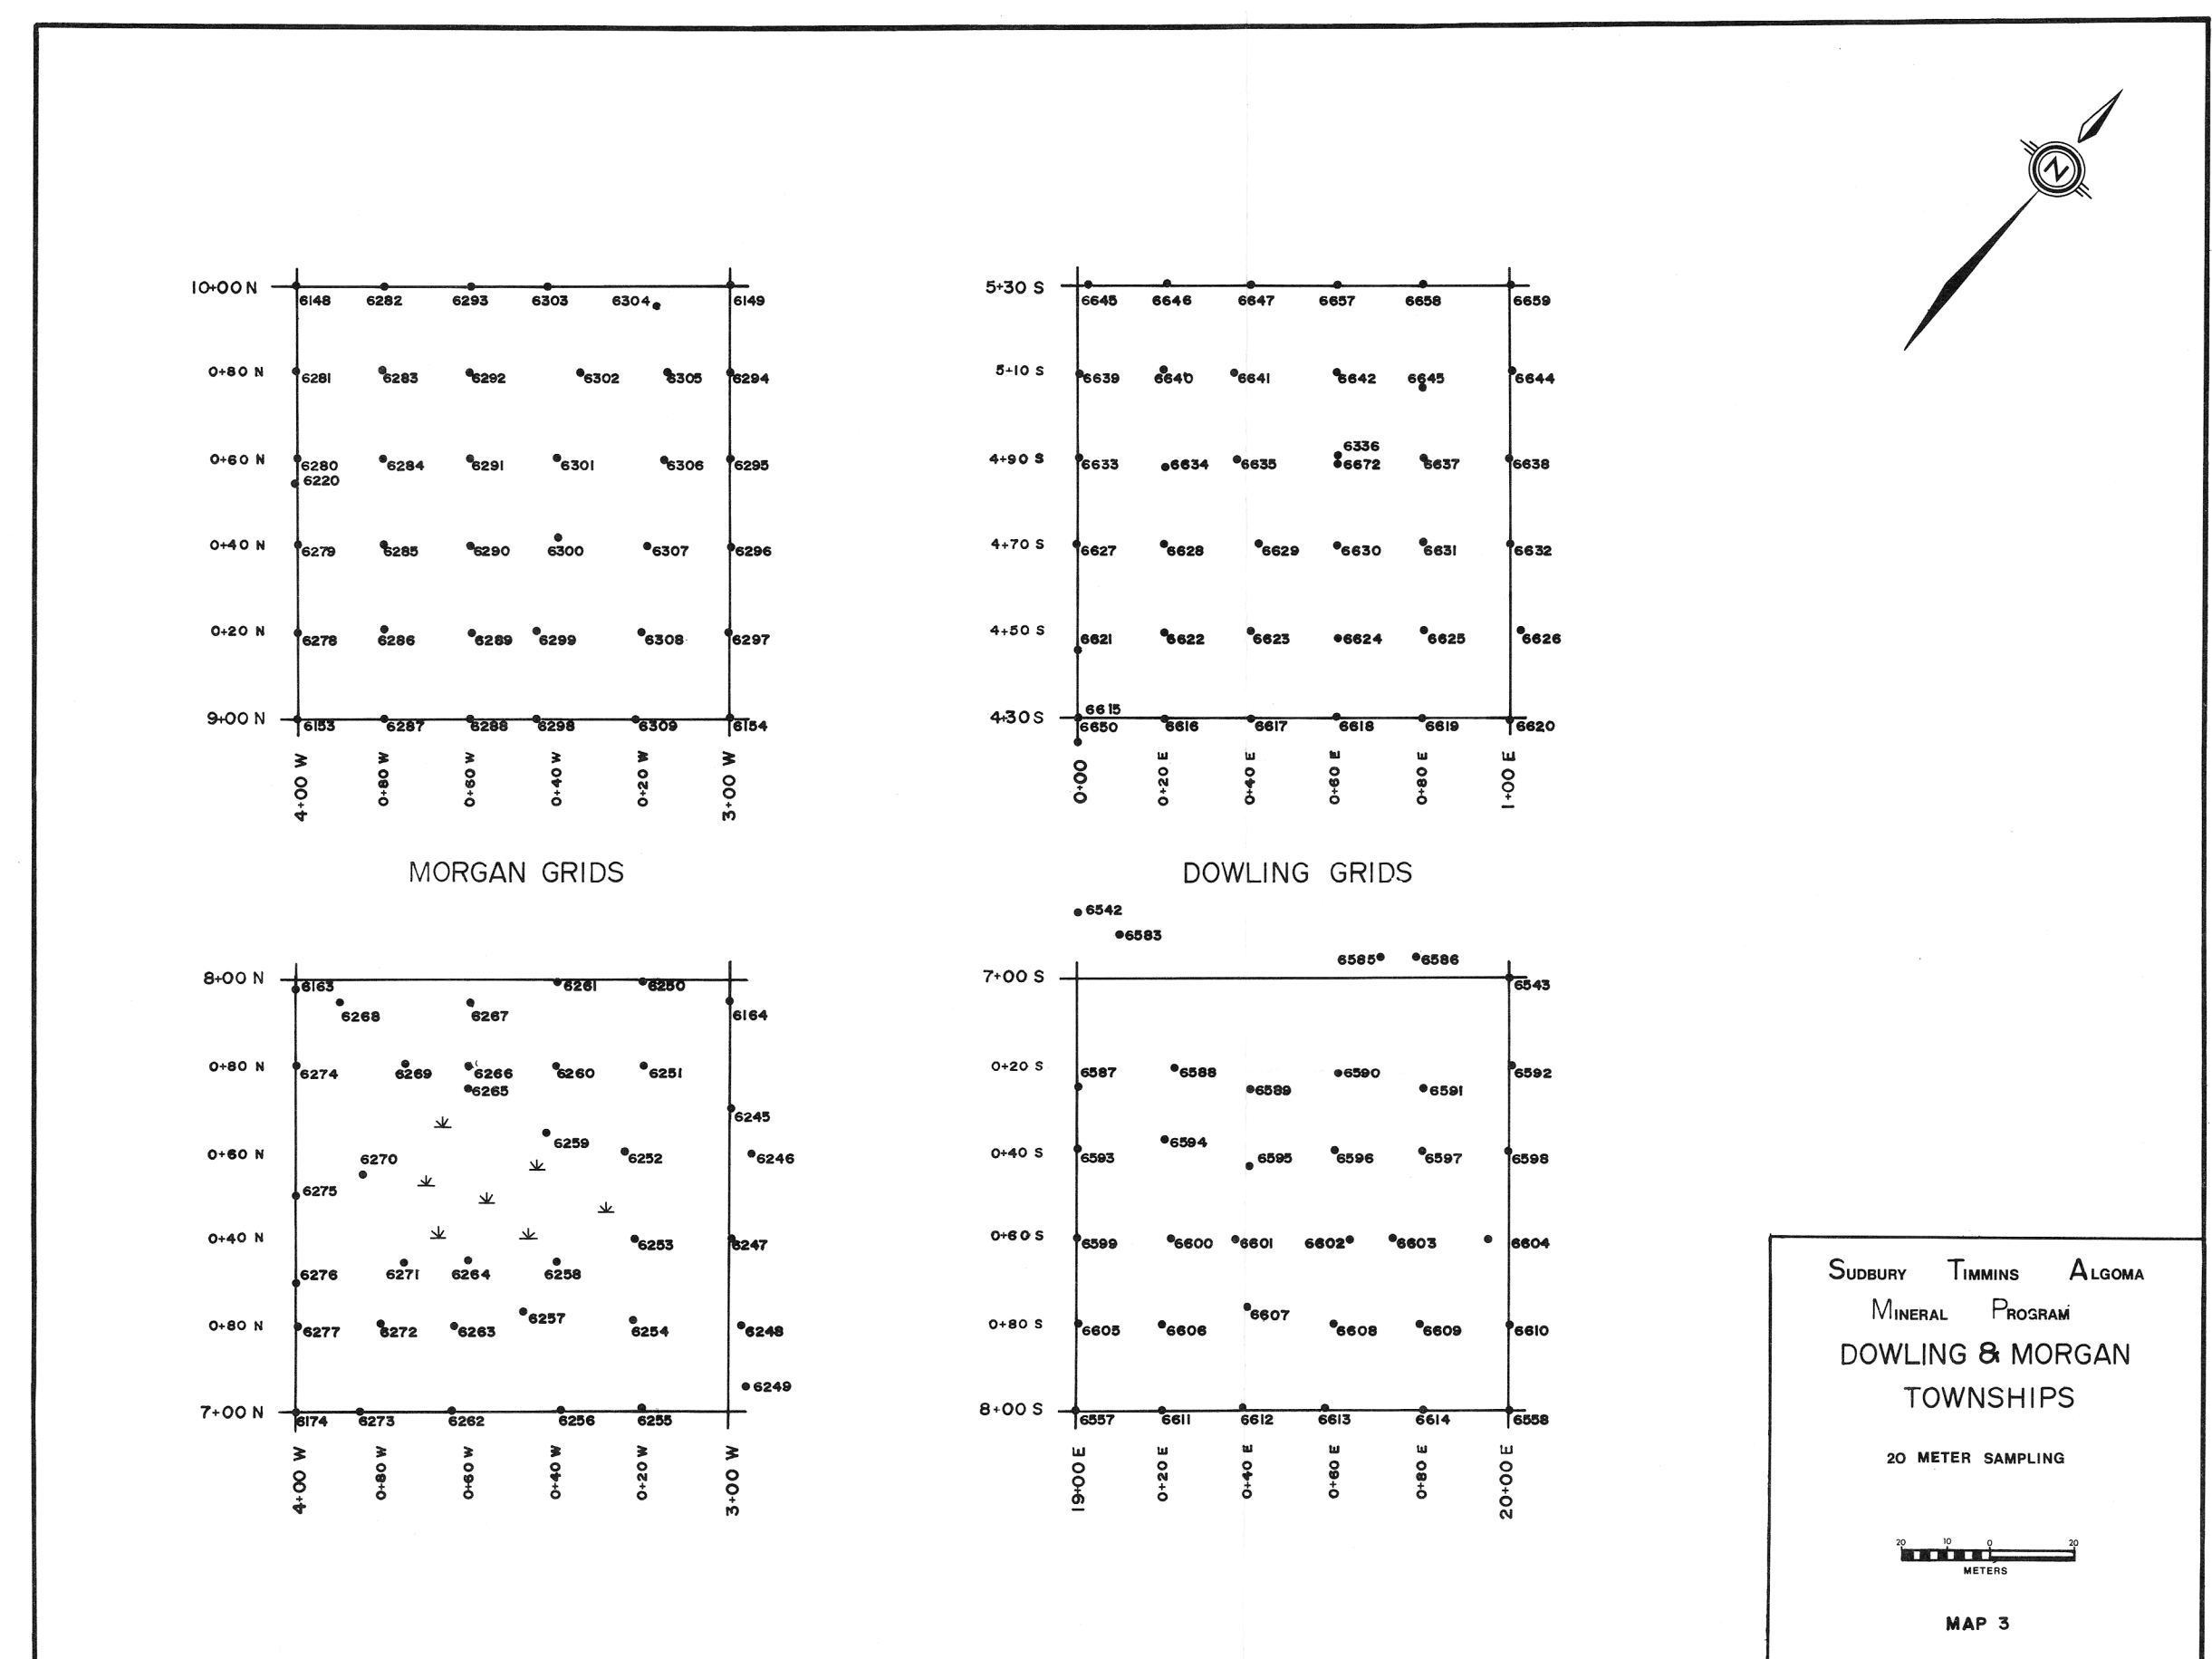 N
10+00 N
6148 6282 6293 6303 6304 6149
0+80 N 6281 6283 6292 6302 6305 6294
0+60 N 6280 6284 6291 6301 6306 6295
6220
0+40 N 6279 6285 6290 6300 6307 6296
0+20 N 6278 6286 6289 6299 6308 6297
9+00 N 6153 6287 6288 6298 6309 6154
4+00 W 0+80 W 0+60 W 0+40 W 0+20 W 3+00 W
5+30 S
6645 6646 6647 6657 6658 6659
5+10 S 6639 6640 6641 6642 6645 6644
6336
4+90 S 6633 6634 6635 6672 6637 6638
4+70 S 6627 6628 6629 6630 6631 6632
4+50 S 6621 6622 6623 6624 6625 6626
6615
4+30 S 6650 6616 6617 6618 6619 6620
0+00 0+20 E 0+40 E 0+60 E 0+80 E 1+00 E
MORGAN GRIDS
DOWLING GRIDS
8+00 N 6163 6261 6250
6268 6267 6164
0+80 N 6274 6269 6266 6260 6251
6265
6245
6259
0+60 N 6270 6252 6246
6275
0+40 N 6253 6247
6276 6271 6264 6258
6257
0+80 N 6277 6272 6263 6254 6248
6249
7+00 N 6174 6273 6262 6256 6255
4+00 W 0+80 W 0+60 W 0+40 W 0+20 W 3+00 W
6542
6583
6585 6586
7+00 S 6543
0+20 S 6587 6588 6590 6592
6589 6591
6594
0+40 S 6593 6595 6596 6597 6598
0+60 S 6599 6600 6601 6602 6603 6604
6607
0+80 S 6605 6606 6608 6609 6610
8+00 S 6557 6611 6612 6613 6614 6558
19+00 E 0+20 E 0+40 E 0+60 E 0+80 E 20+00 E
SUDBURY TIMMINS ALGOMA
MINERAL PROGRAM
DOWLING & MORGAN
TOWNSHIPS
20 METER SAMPLING
20 10 0 20
METERS
MAP 3